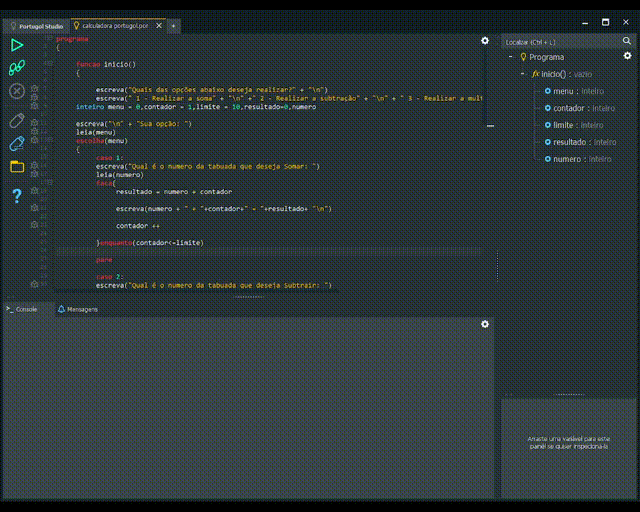 Portugol Studio
calculadora portugol.por
+
programa
{
funcao inicio()
{
escreva("Quais das opções abaixo deseja realizar?" + "\n")
escreva(" 1 - Realizar a soma" + "\n" +" 2 - Realizar a subtração" + "\n" + " 3 - Realizar a mult
inteiro menu = 0,contador = 1,limite = 10,resultado=0,numero
escreva("\n" + "Sua opção: ")
leia(menu)
escolha(menu)
{
caso 1:
escreva("Qual é o numero da tabuada que deseja Somar: ")
leia(numero)
faca{
resultado = numero + contador
escreva(numero + " + "+contador+" = "+resultado+ "\n")
contador ++
}enquanto(contador<=limite)
pare
caso 2:
escreva("Qual é o numero da tabuada que deseja Subtrair: ")
Localizar (Ctrl + L)
Programa
inicio() : vazio
menu : inteiro
contador : inteiro
limite : inteiro
resultado : inteiro
numero : inteiro
Console
Mensagens
Arraste uma variável para este
painel se quiser inspecioná-la